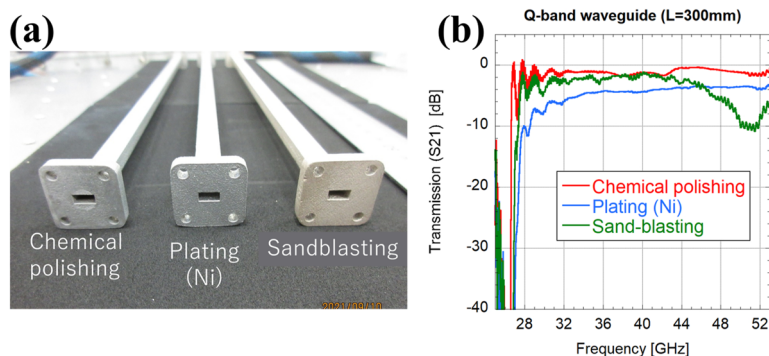 (a)
Chemical
polishing
Plating
(Ni)
Sandblasting
(b)
Q-band waveguide (L=300mm)
Transmission (S21) [dB]
0
-10
-20
-30
-40
Chemical polishing
Plating (Ni)
Sand-blasting
28 32 36 40 44 48 52
Frequency [GHz]